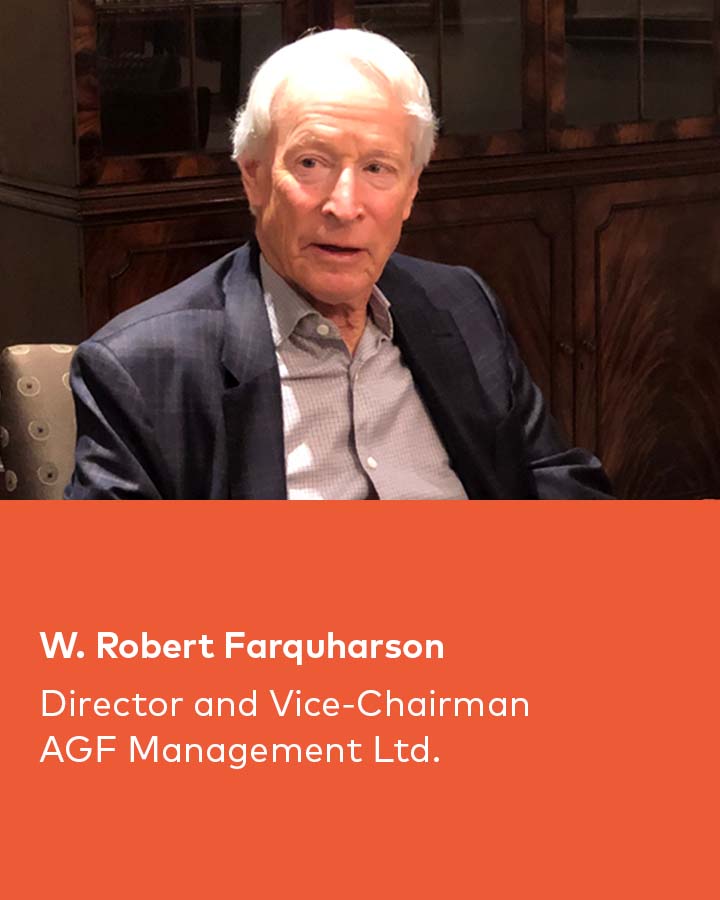 W. Robert Farquharson
Director and Vice-Chairman
AGF Management Ltd.